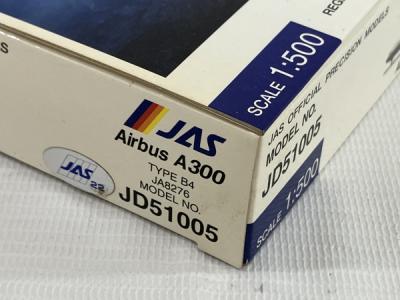 S
SCALE 1:500
REG
JAS
Airbus A300
TYPE B4
JA8276
MODEL NO.
JD51005
JAS
22
JAS OFFICIAL PRECISION MODELS
MODEL NO.
JD51005
SCALE 1:500